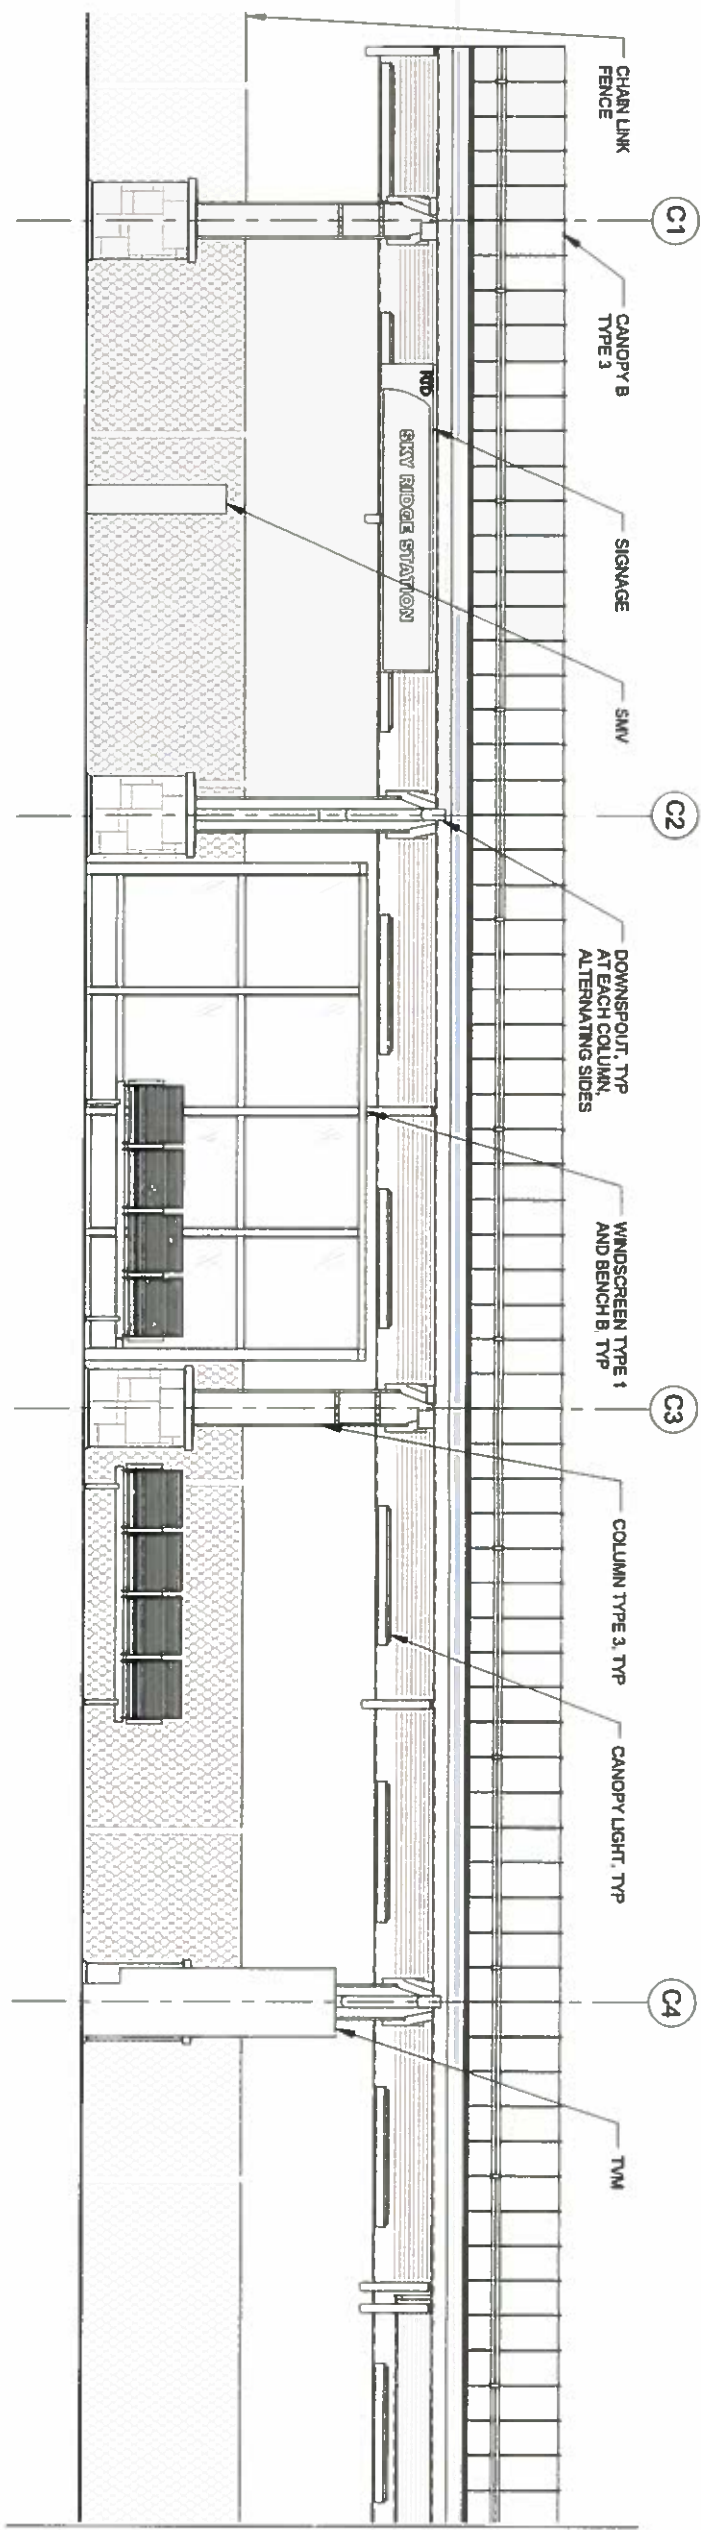 C1
C2
C3
C4
CHAIN LINK
FENCE
CANOPY B
TYPE 3
SIGNAGE
SMV
DOWNSPOUT, TYP
AT EACH COLUMN,
ALTERNATING SIDES
WINDSCREEN TYPE 1
AND BENCH B, TYP
COLUMN TYPE 3, TYP
CANOPY LIGHT, TYP
TVM
RTD
SKY RIDGE STATION